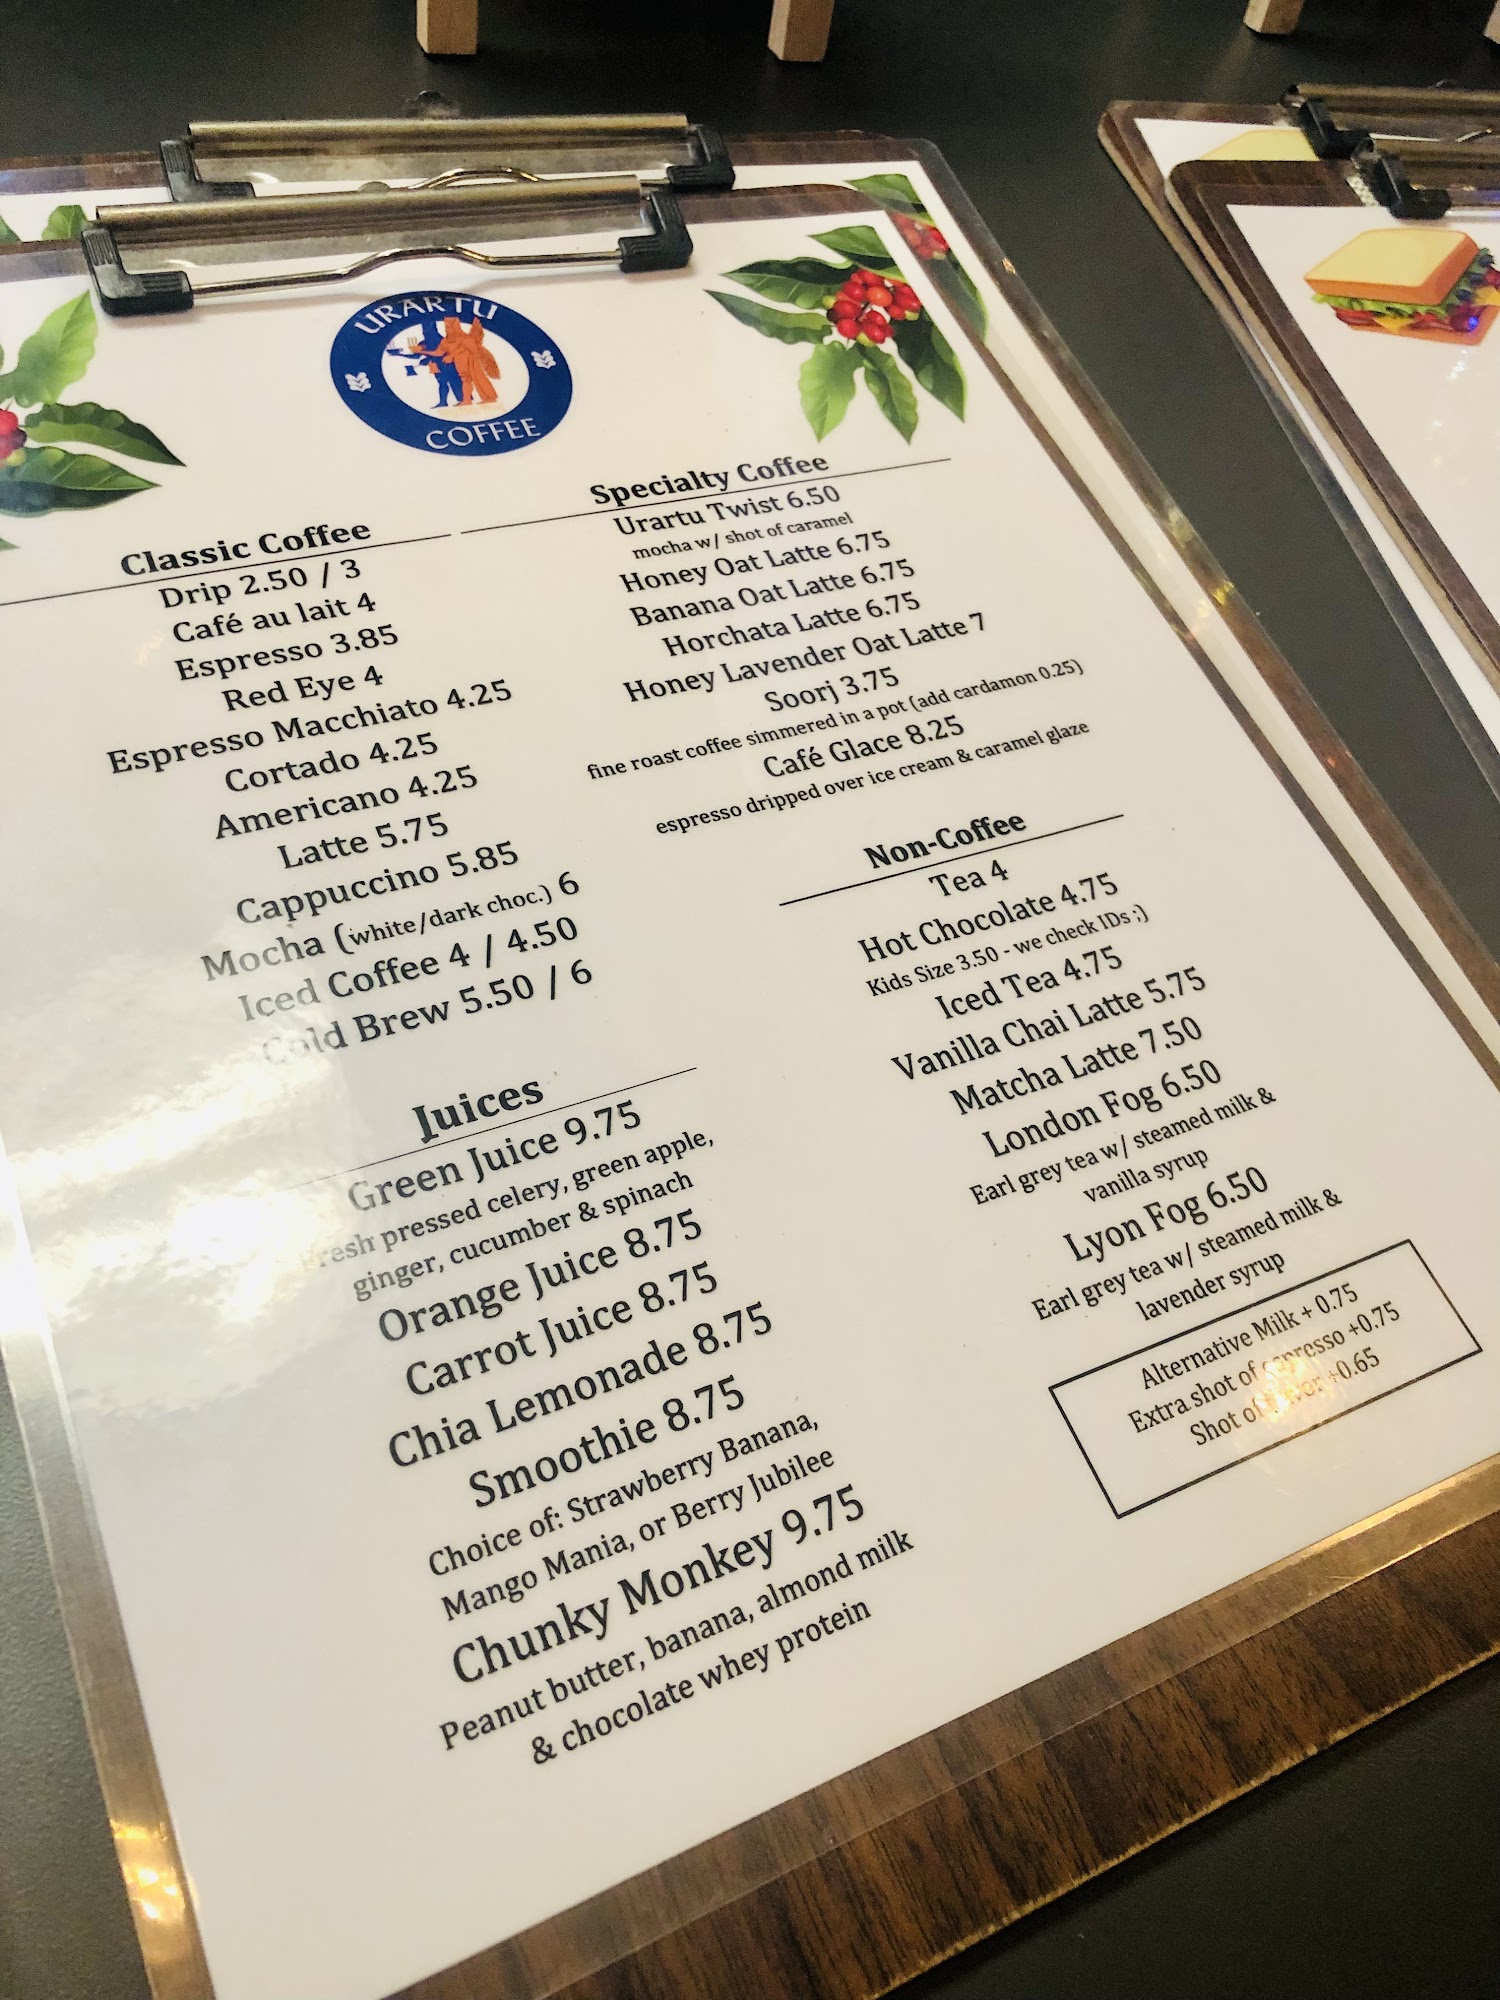 URARTU
COFFEE
Classic Coffee
Drip 2.50 / 3
Café au lait 4
Espresso 3.85
Red Eye 4
Espresso Macchiato 4.25
Cortado 4.25
Americano 4.25
Latte 5.75
Cappuccino 5.85
Mocha (white/dark choc.) 6
Iced Coffee 4 / 4.50
Cold Brew 5.50 / 6
Juices
Green Juice 9.75
Fresh pressed celery, green apple,
ginger, cucumber & spinach
Orange Juice 8.75
Carrot Juice 8.75
Chia Lemonade 8.75
Smoothie 8.75
Choice of: Strawberry Banana,
Mango Mania, or Berry Jubilee
Chunky Monkey 9.75
Peanut butter, banana, almond milk
& chocolate whey protein
Specialty Coffee
Urartu Twist 6.50
mocha w/ shot of caramel
Honey Oat Latte 6.75
Banana Oat Latte 6.75
Horchata Latte 6.75
Honey Lavender Oat Latte 7
Soorj 3.75
fine roast coffee simmered in a pot (add cardamon 0.25)
Café Glace 8.25
espresso dripped over ice cream & caramel glaze
Non-Coffee
Tea 4
Hot Chocolate 4.75
Kids Size 3.50 - we check IDs ;)
Iced Tea 4.75
Vanilla Chai Latte 5.75
Matcha Latte 7.50
London Fog 6.50
Earl grey tea w/ steamed milk &
vanilla syrup
Lyon Fog 6.50
Earl grey tea w/ steamed milk &
lavender syrup
Alternative Milk + 0.75
Extra shot of espresso +0.75
Shot of flavor +0.65